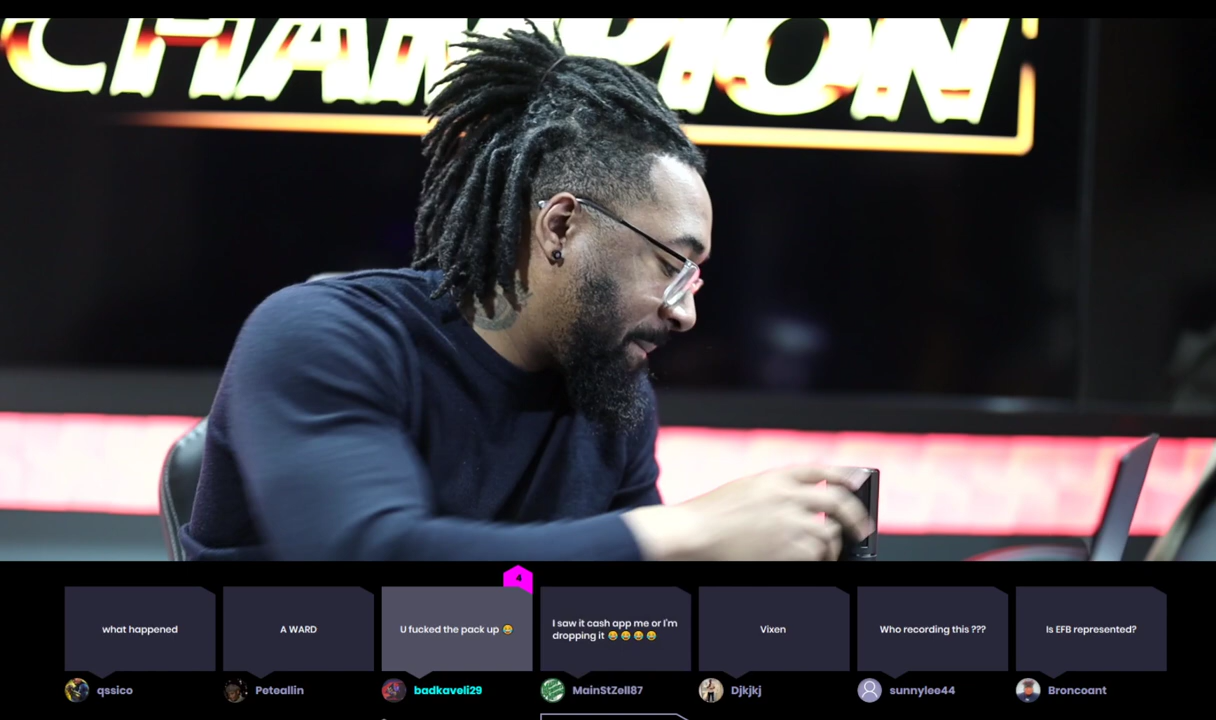 CHAMPION
4
what happened
A WARD
U fucked the pack up 😂
I saw it cash app me or I'm
dropping it 😂 😂 😂 😂
Vixen
Who recording this ???
Is EFB represented?
qssico
Peteallin
badkaveli29
MainStZell87
Djkjkj
sunnylee44
Broncoant